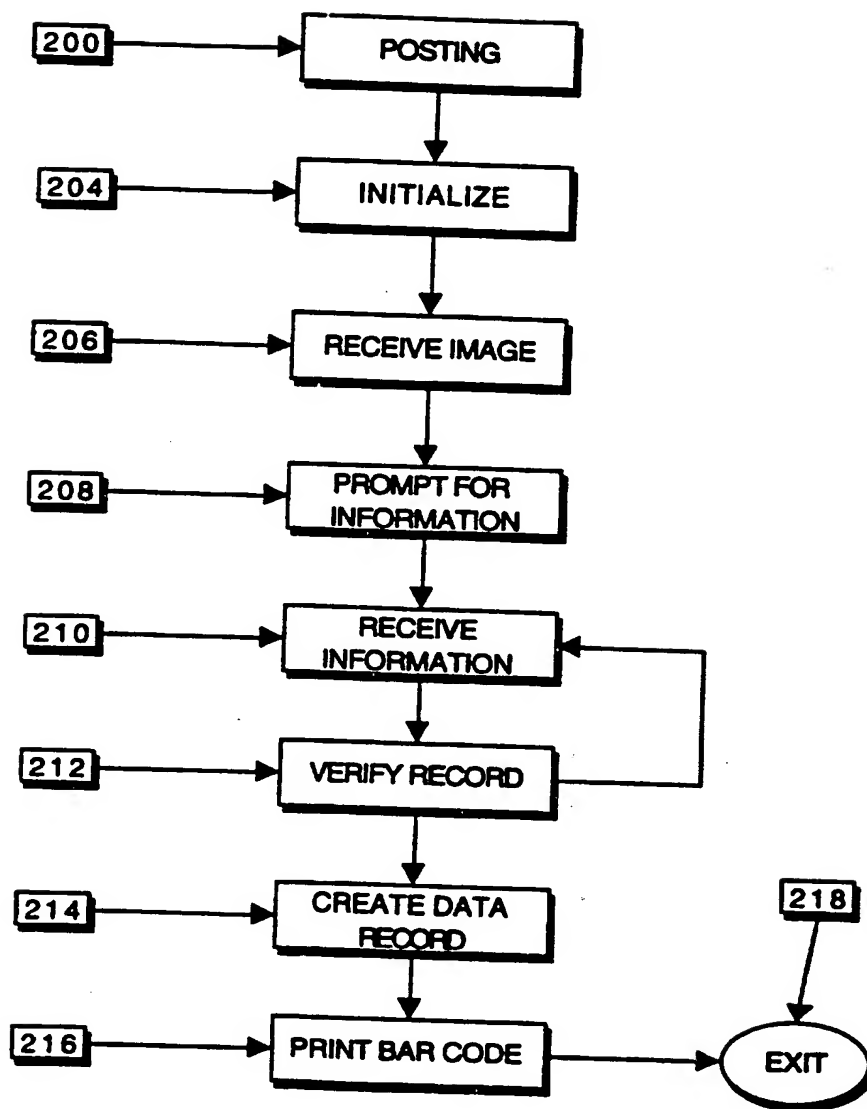 200
POSTING
204
INITIALIZE
206
RECEIVE IMAGE
208
PROMPT FOR
INFORMATION
210
RECEIVE
INFORMATION
212
VERIFY RECORD
214
CREATE DATA
RECORD
218
216
PRINT BAR CODE
EXIT